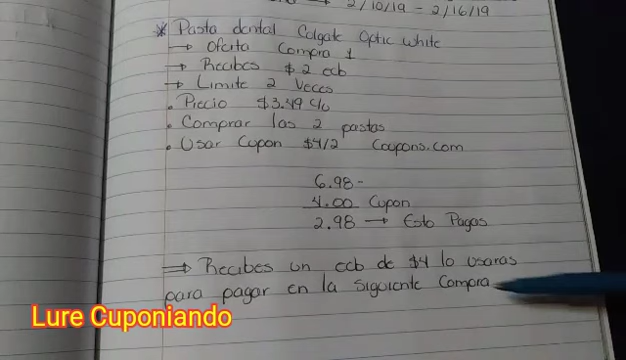 → 2/10/19 - 2/16/19
* Pasta dental Colgate Optic White
→ Oferta Compra 1
→ Recibes $2 ecb
→ Limite 2 Veces
. Precio $3.49 c/u
. Comprar las 2 pastas
. Usar Cupon $4/2 Coupons.com
6.98 -
4.00 Cupon
2.98 → Esto Pagas
⇒ Recibes un ecb de $4 lo usaras
para pagar en la siguiente Compra
Lure Cuponiando